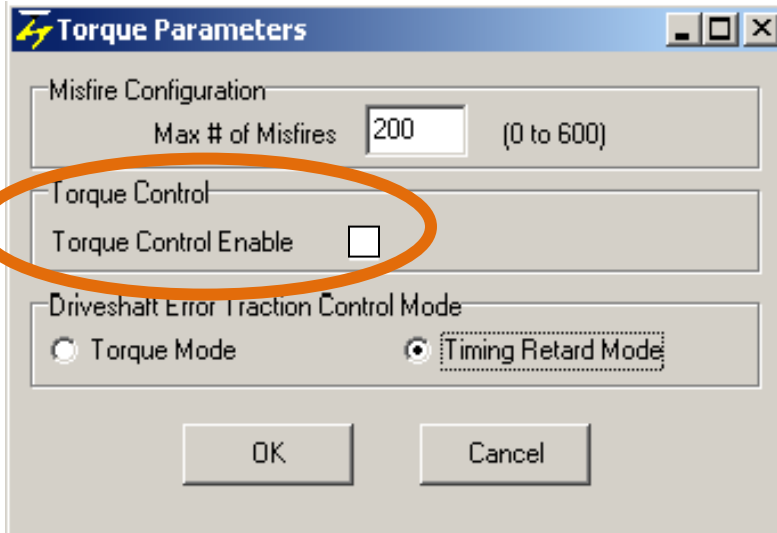 Torque Parameters
Misfire Configuration
Max # of Misfires 200 (0 to 600)
Torque Control
Torque Control Enable
Driveshaft Error Traction Control Mode
Torque Mode Timing Retard Mode
OK Cancel